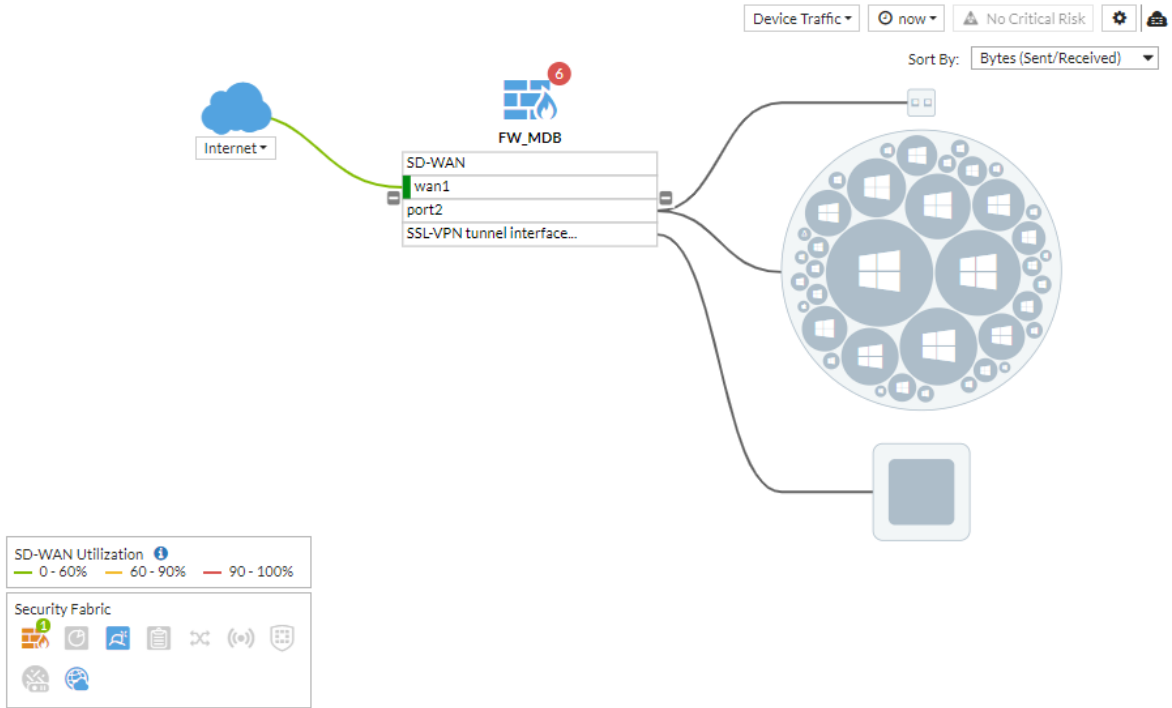 Device Traffic
now
No Critical Risk
Sort By: Bytes (Sent/Received)
6
Internet
FW_MDB
SD-WAN
wan1
port2
SSL-VPN tunnel interface...
SD-WAN Utilization
0 - 60% 60 - 90% 90 - 100%
Security Fabric
1